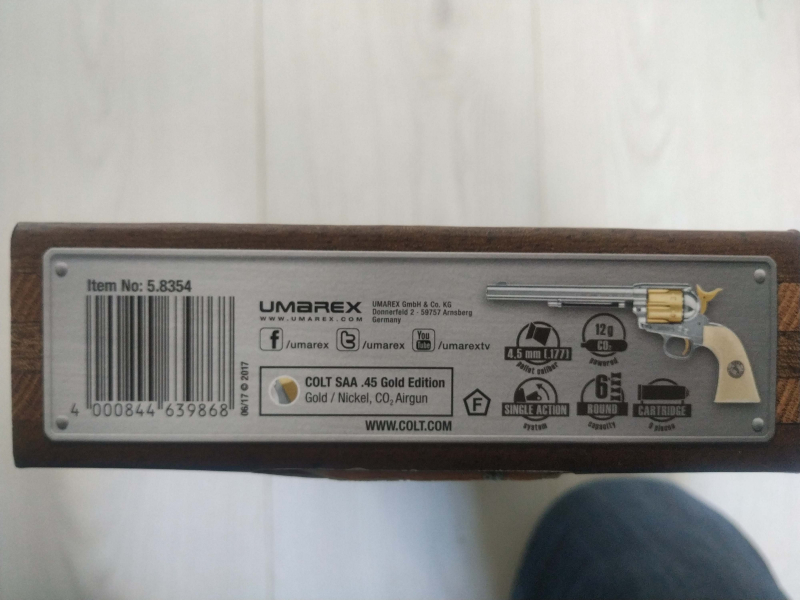 Item No: 5.8354
4 000844 639868
06/17 © 2017
UMAREX
WWW.UMAREX.COM
UMAREX GmbH & Co. KG
Donnerfeld 2 - 59757 Arnsberg
Germany
f /umarex
t /umarex
You Tube /umarextv
COLT SAA .45 Gold Edition
Gold / Nickel, CO₂ Airgun
F
WWW.COLT.COM
4.5 mm (.177)
pellet caliber
12g
CO₂
powered
SINGLE ACTION
system
6
ROUND
capacity
CARTRIDGE